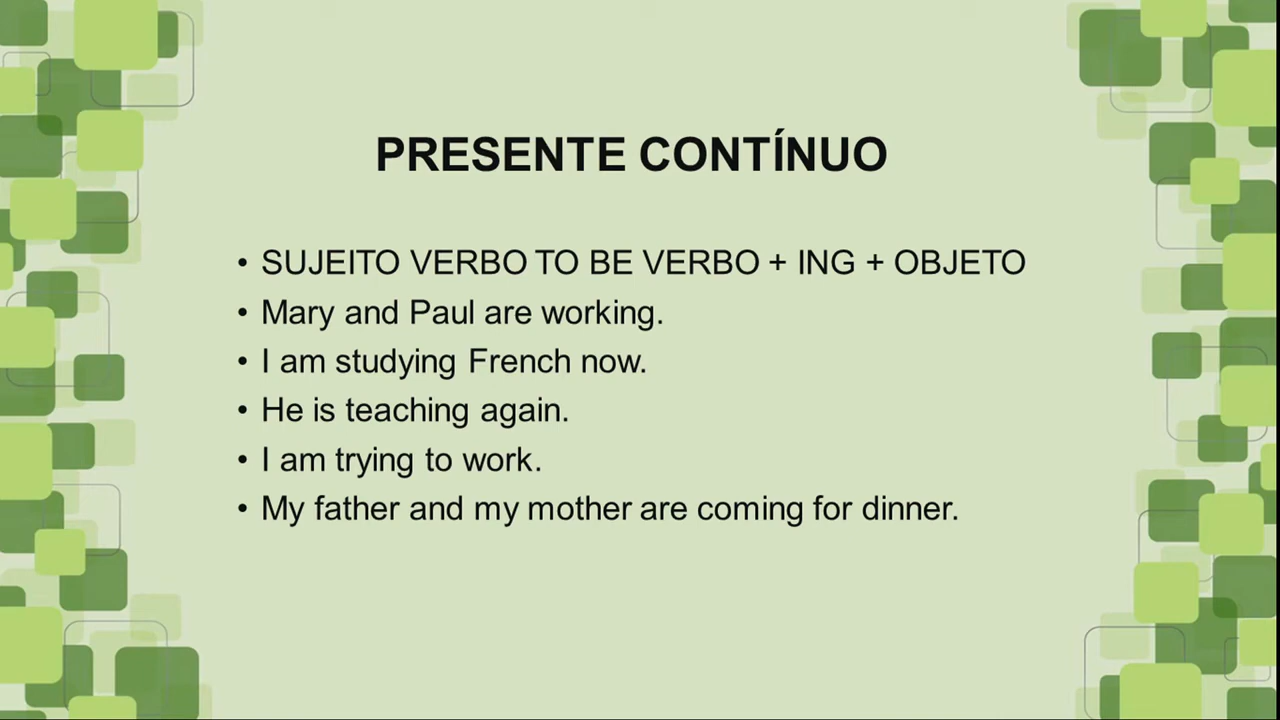 PRESENTE CONTÍNUO
• SUJEITO VERBO TO BE VERBO + ING + OBJETO
• Mary and Paul are working.
• I am studying French now.
• He is teaching again.
• I am trying to work.
• My father and my mother are coming for dinner.